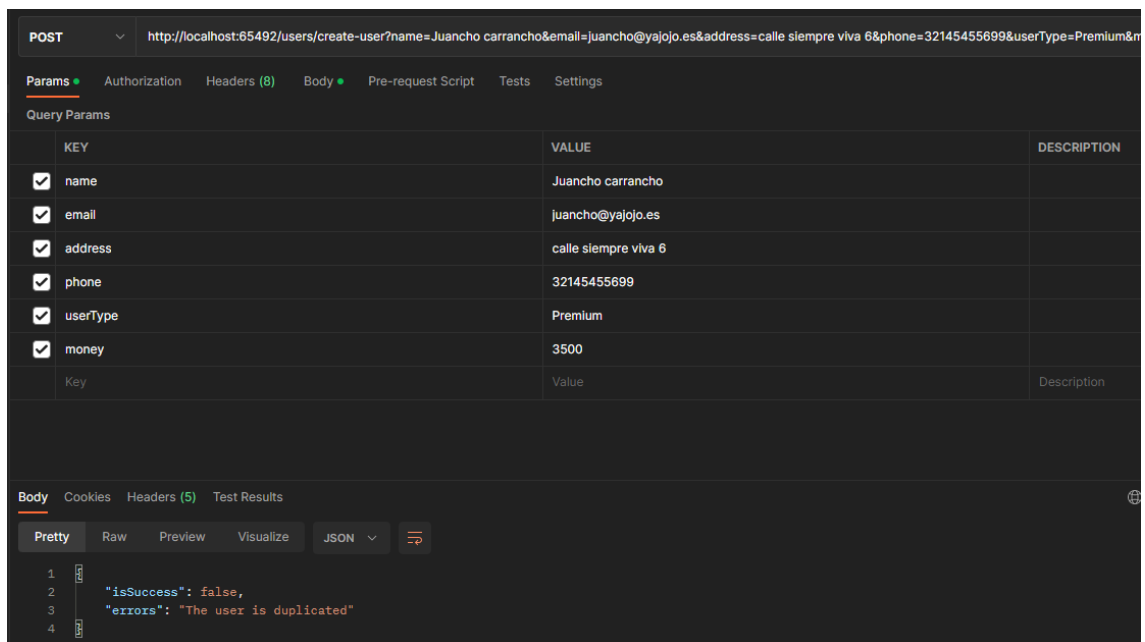 POST http://localhost:65492/users/create-user?name=Juancho carrancho&email=juancho@yajojo.es&address=calle siempre viva 6&phone=32145455699&userType=Premium&m
Params Authorization Headers (8) Body Pre-request Script Tests Settings
Query Params
KEY VALUE DESCRIPTION
name Juancho carrancho
email juancho@yajojo.es
address calle siempre viva 6
phone 32145455699
userType Premium
money 3500
Key Value Description
Body Cookies Headers (5) Test Results
Pretty Raw Preview Visualize JSON
1 {
2 "isSuccess": false,
3 "errors": "The user is duplicated"
4 }